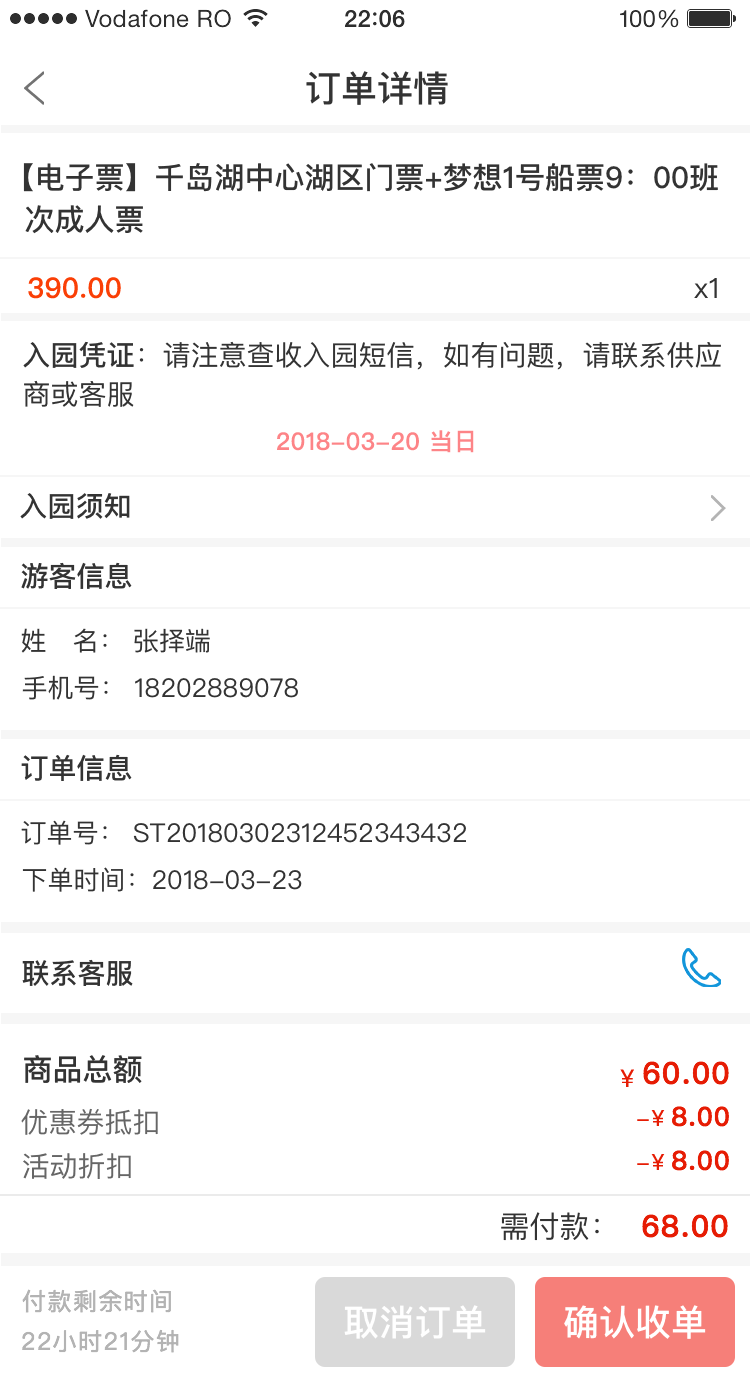 Vodafone RO 22:06 100%
订单详情
【电子票】千岛湖中心湖区门票+梦想1号船票9：00班
次成人票
390.00 x1
入园凭证：请注意查收入园短信，如有问题，请联系供应
商或客服
2018-03-20 当日
入园须知
游客信息
姓 名： 张择端
手机号： 18202889078
订单信息
订单号： ST20180302312452343432
下单时间：2018-03-23
联系客服
商品总额 ￥60.00
优惠券抵扣 -￥8.00
活动折扣 -￥8.00
需付款： 68.00
付款剩余时间
22小时21分钟
取消订单 确认收单